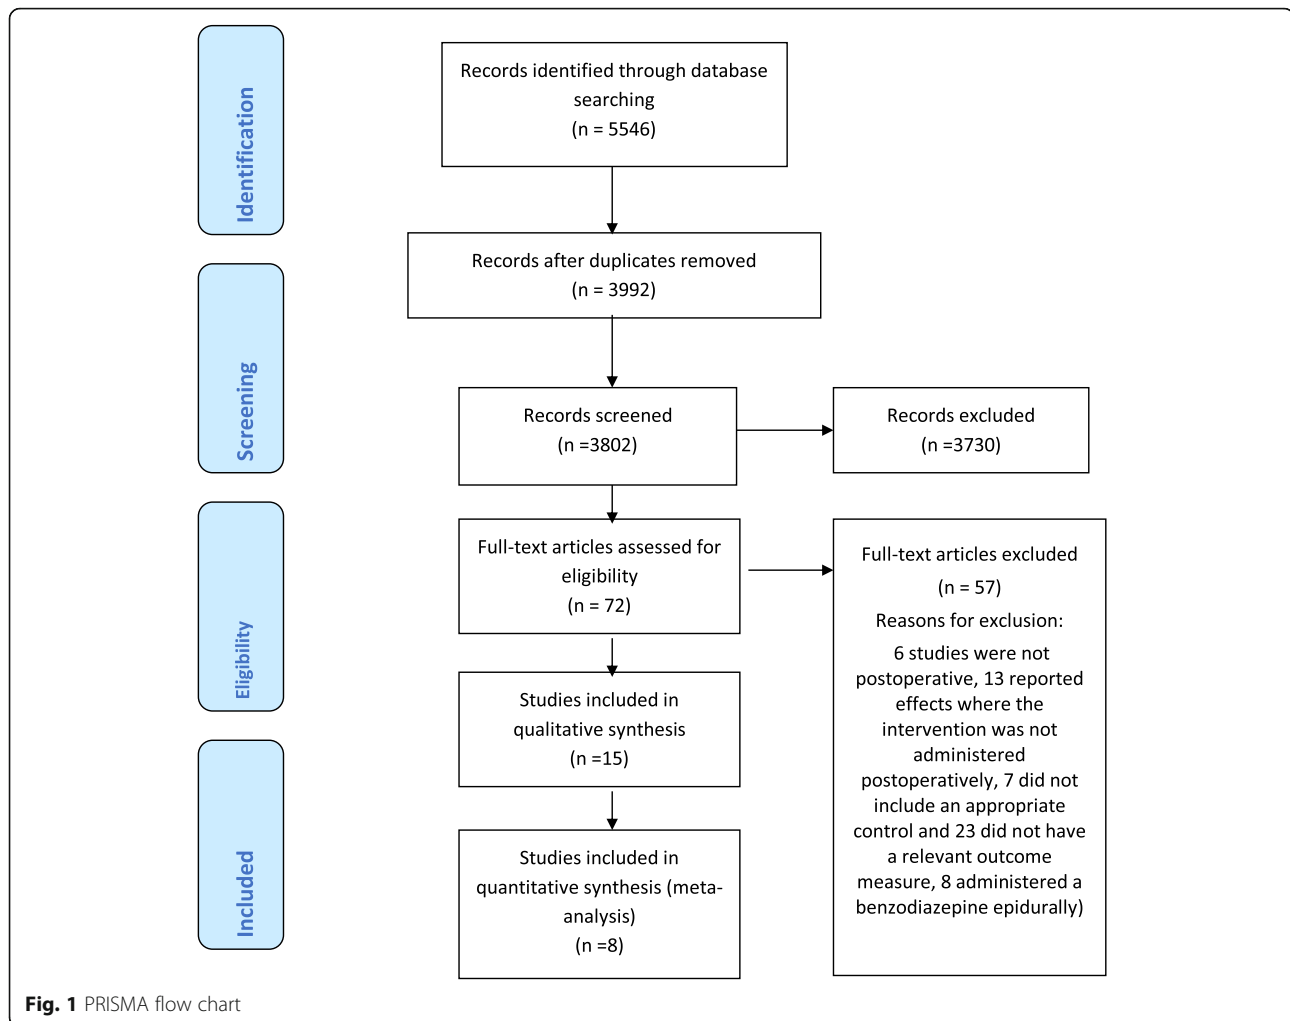 Identification
Records identified through database
searching
(n = 5546)
Records after duplicates removed
(n = 3992)
Screening
Records screened
(n =3802)
Records excluded
(n =3730)
Eligibility
Full-text articles assessed for
eligibility
(n = 72)
Full-text articles excluded
(n = 57)
Reasons for exclusion:
6 studies were not
postoperative, 13 reported
effects where the
intervention was not
administered
postoperatively, 7 did not
include an appropriate
control and 23 did not have
a relevant outcome
measure, 8 administered a
benzodiazepine epidurally)
Studies included in
qualitative synthesis
(n =15)
Included
Studies included in
quantitative synthesis (meta-
analysis)
(n =8)
Fig. 1 PRISMA flow chart